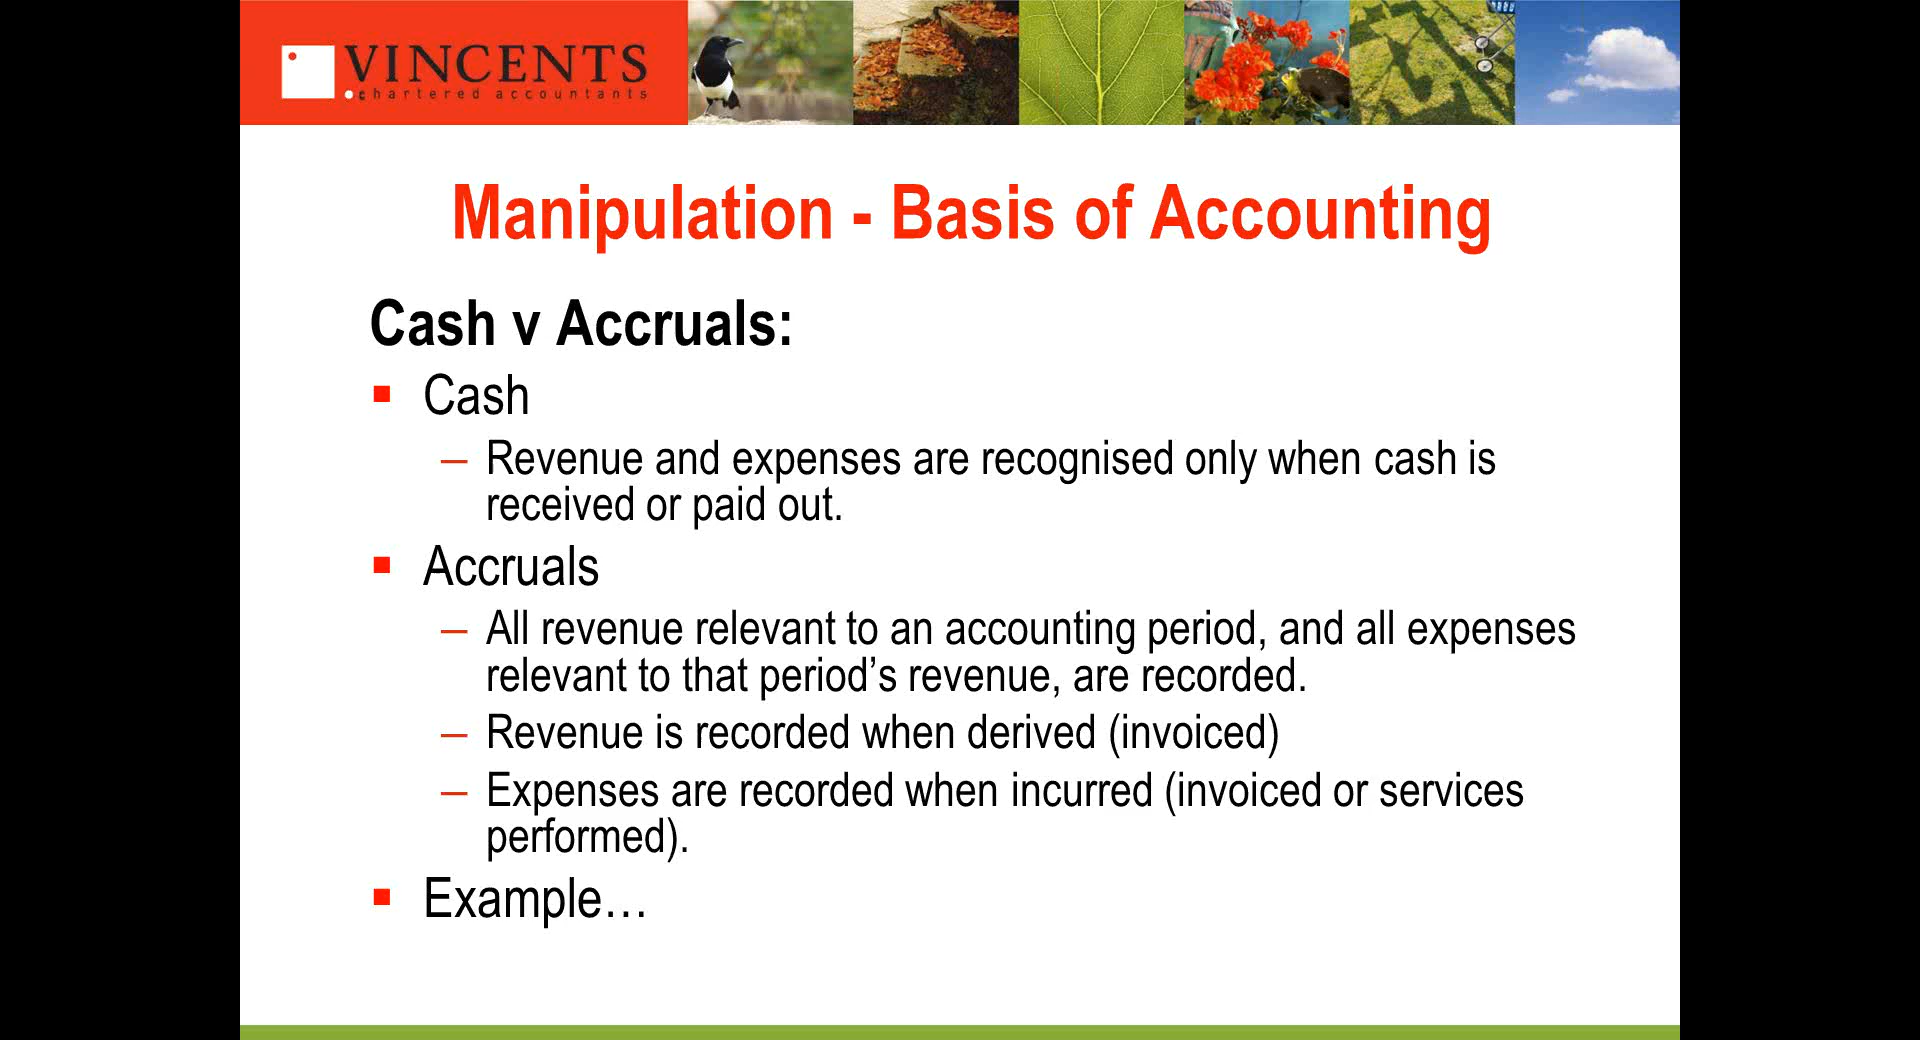 VINCENTS
chartered accountants
Manipulation - Basis of Accounting
Cash v Accruals:
Cash
– Revenue and expenses are recognised only when cash is
received or paid out.
Accruals
– All revenue relevant to an accounting period, and all expenses
relevant to that period’s revenue, are recorded.
– Revenue is recorded when derived (invoiced)
– Expenses are recorded when incurred (invoiced or services
performed).
Example…